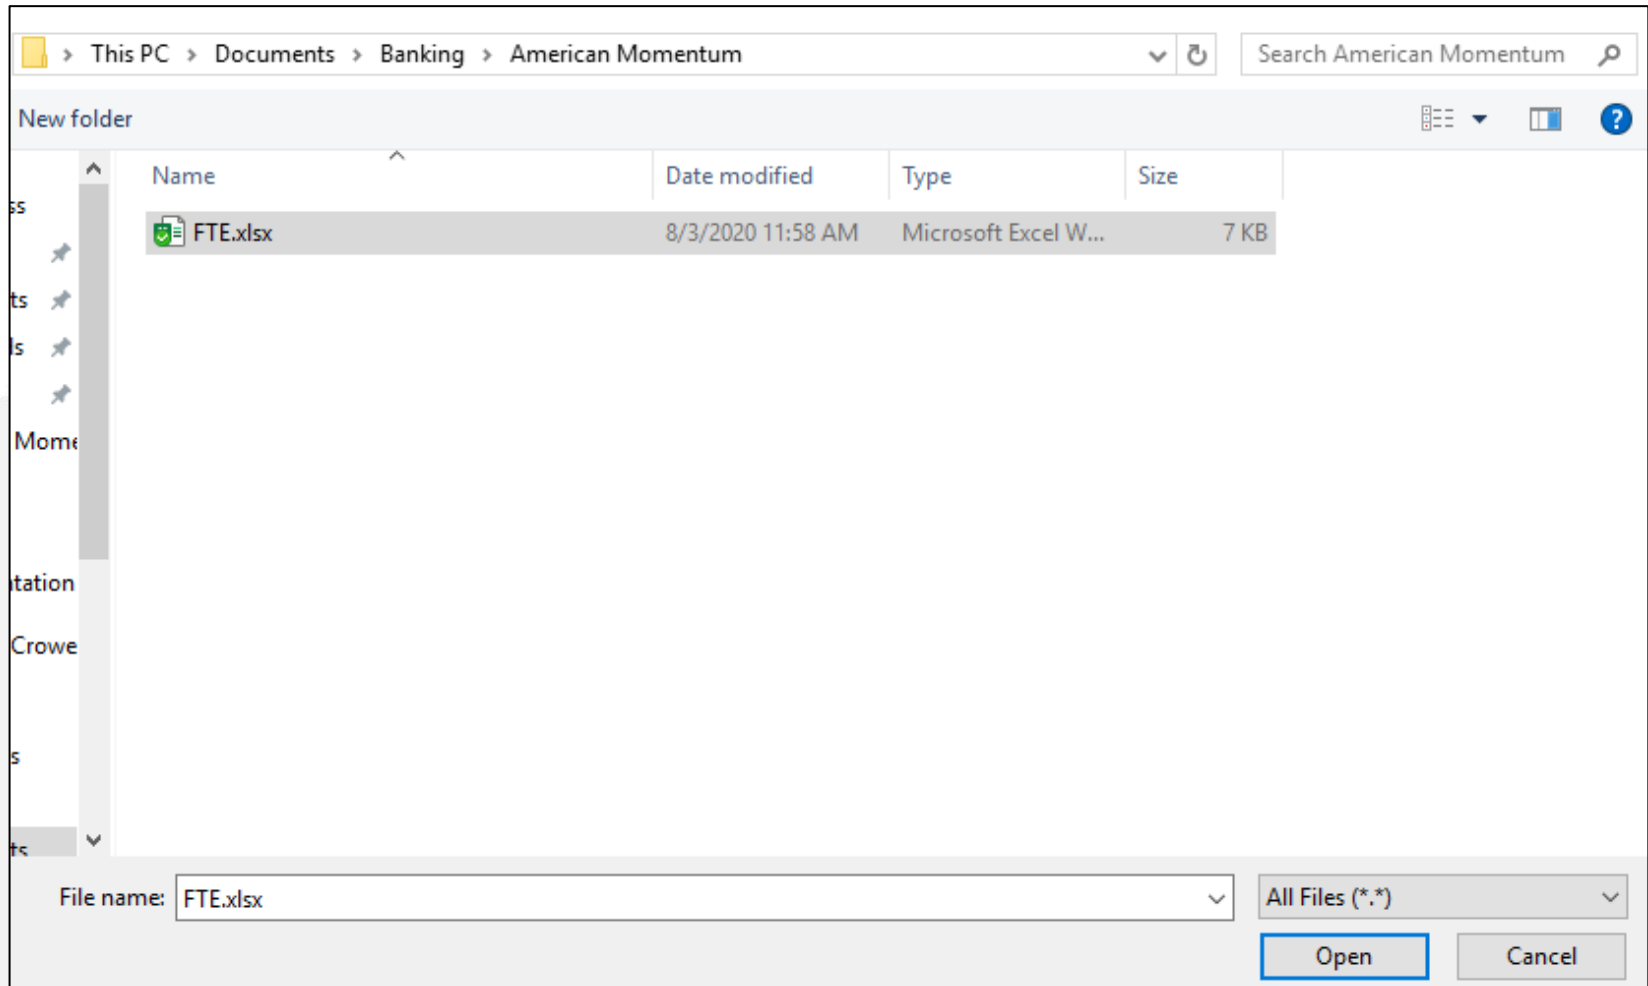 This PC > Documents > Banking > American Momentum
Search American Momentum
New folder
?
Name Date modified Type Size
ss
FTE.xlsx 8/3/2020 11:58 AM Microsoft Excel W... 7 KB
ts
ls
Mome
ntation
Crowe
s
ts
File name: FTE.xlsx All Files (*.*)
Open Cancel